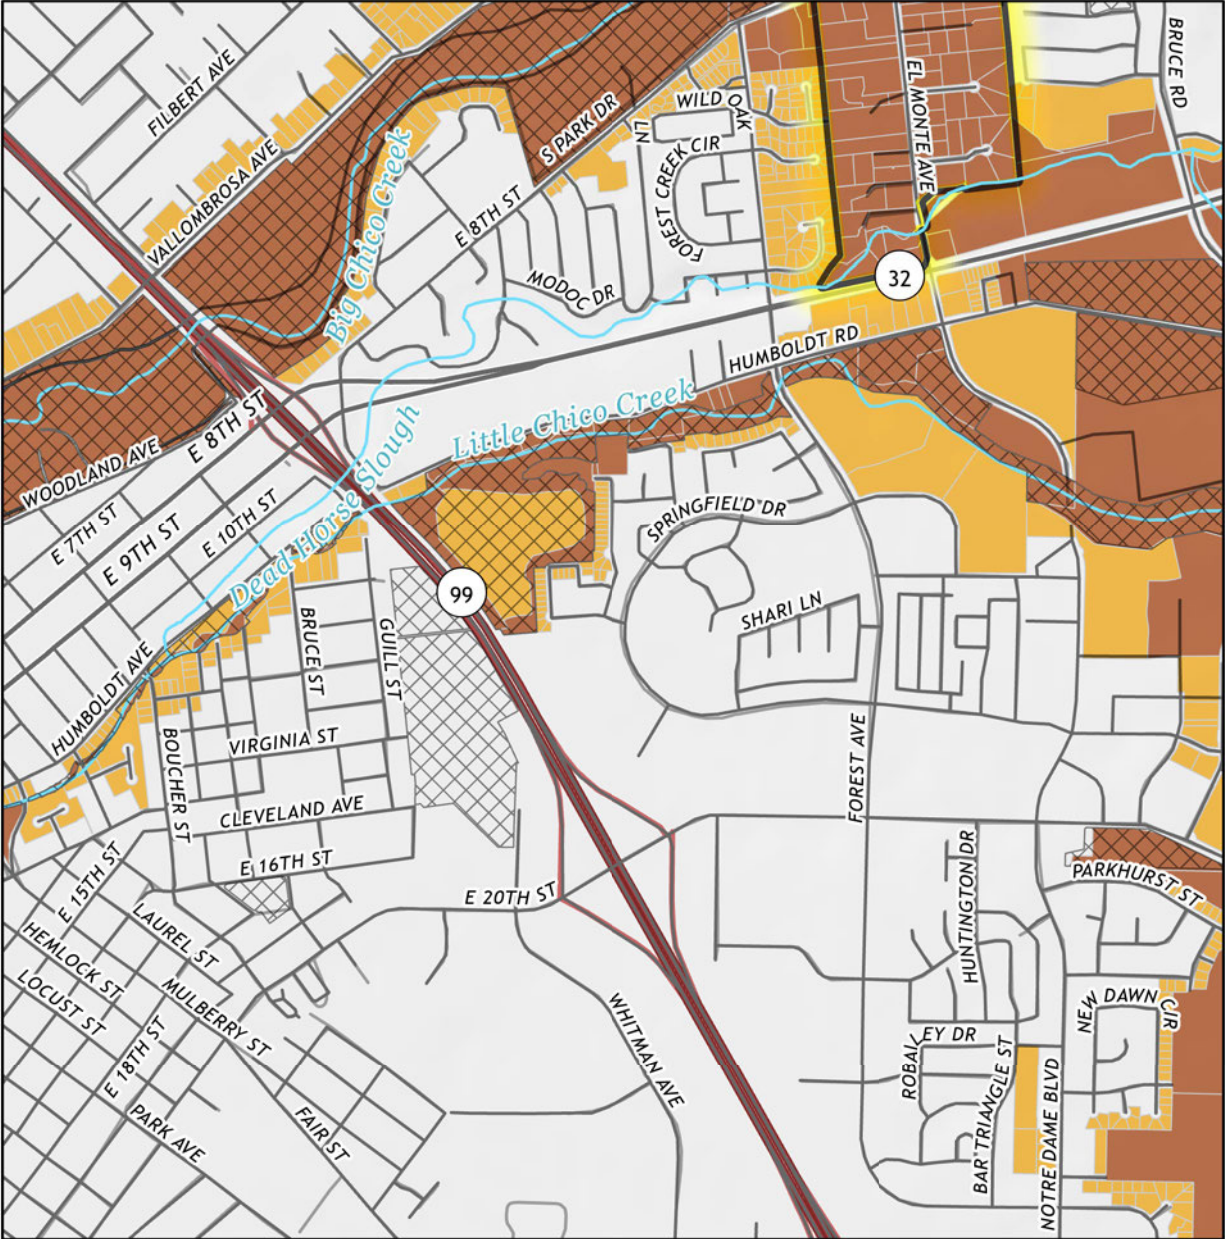 FILBERT AVE
BRUCE RD
EL MONTE AVE
WILD OAK
LN
S PARK DR
VALLOMBROSA AVE
FOREST CREEK CIR
Big Chico Creek
E 8TH ST
MODOC DR
32
HUMBOLDT RD
Little Chico Creek
E 8TH ST
WOODLAND AVE
E 7TH ST
E 9TH ST
E 10TH ST
Dead Horse Slough
SPRINGFIELD DR
99
SHARI LN
BRUCE ST
GUILL ST
HUMBOLDT AVE
BOUCHER ST
VIRGINIA ST
FOREST AVE
CLEVELAND AVE
E 16TH ST
E 15TH ST
E 20TH ST
HUNTINGTON DR
PARKHURST ST
LAUREL ST
HEMLOCK ST
LOCUST ST
MULBERRY ST
E 18TH ST
PARK AVE
FAIR ST
WHITMAN AVE
NEW DAWN CIR
ROBAILEY DR
BAR TRIANGLE ST
NOTRE DAME BLVD